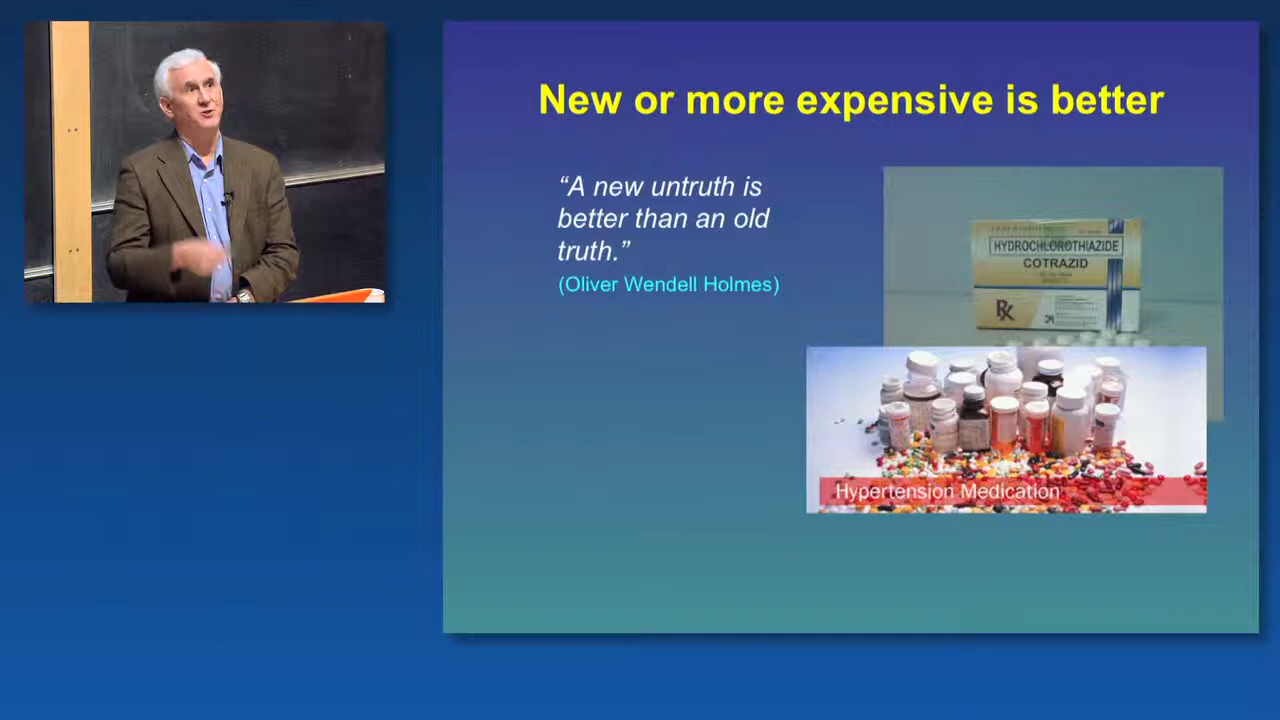 New or more expensive is better
“A new untruth is
better than an old
truth.”
(Oliver Wendell Holmes)
HYDROCHLOROTHIAZIDE
COTRAZID
Rx
Hypertension Medication